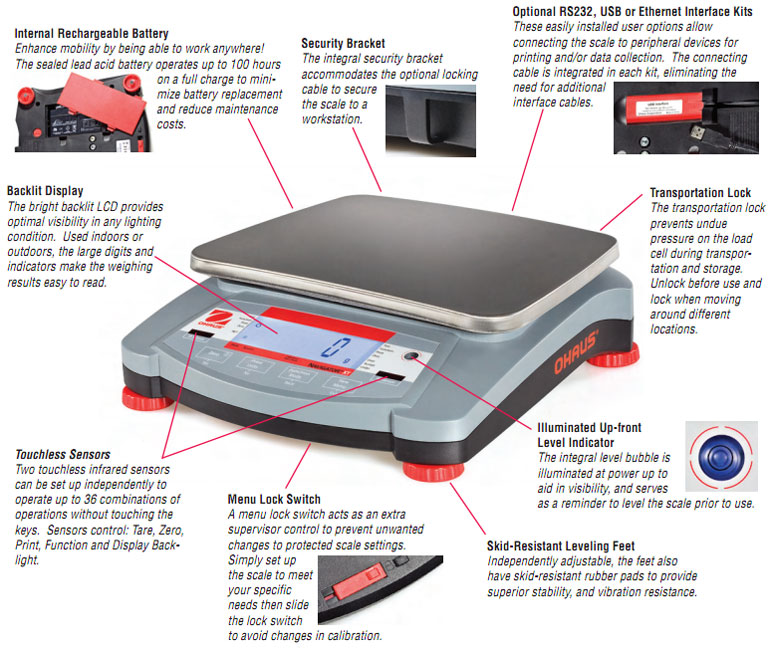 Internal Rechargeable Battery
Enhance mobility by being able to work anywhere!
The sealed lead acid battery operates up to 100 hours
on a full charge to mini-
mize battery replacement
and reduce maintenance
costs.
Security Bracket
The integral security bracket
accommodates the optional locking
cable to secure
the scale to a
workstation.
Optional RS232, USB or Ethernet Interface Kits
These easily installed user options allow
connecting the scale to peripheral devices for
printing and/or data collection. The connecting
cable is integrated in each kit, eliminating the
need for additional
interface cables.
Backlit Display
The bright backlit LCD provides
optimal visibility in any lighting
condition. Used indoors or
outdoors, the large digits and
indicators make the weighing
results easy to read.
Transportation Lock
The transportation lock
prevents undue
pressure on the load
cell during transpor-
tation and storage.
Unlock before use and
lock when moving
around different
locations.
OHAUS
0
g
NAVIGATOR XT
OHAUS
Touchless Sensors
Two touchless infrared sensors
can be set up independently to
operate up to 36 combinations of
operations without touching the
keys. Sensors control: Tare, Zero,
Print, Function and Display Back-
light.
Menu Lock Switch
A menu lock switch acts as an extra
supervisor control to prevent unwanted
changes to protected scale settings.
Simply set up
the scale to meet
your specific
needs then slide
the lock switch
to avoid changes in calibration.
Illuminated Up-front
Level Indicator
The integral level bubble is
illuminated at power up to
aid in visibility, and serves
as a reminder to level the scale prior to use.
Skid-Resistant Leveling Feet
Independently adjustable, the feet also
have skid-resistant rubber pads to provide
superior stability, and vibration resistance.